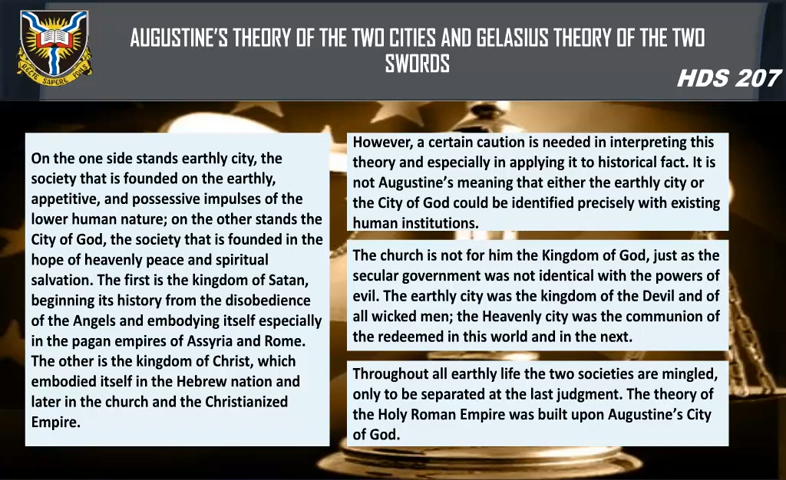 AUGUSTINE'S THEORY OF THE TWO CITIES AND GELASIUS THEORY OF THE TWO
SWORDS
HDS 207
RECTE SAPERE FONS
On the one side stands earthly city, the
society that is founded on the earthly,
appetitive, and possessive impulses of the
lower human nature; on the other stands the
City of God, the society that is founded in the
hope of heavenly peace and spiritual
salvation. The first is the kingdom of Satan,
beginning its history from the disobedience
of the Angels and embodying itself especially
in the pagan empires of Assyria and Rome.
The other is the kingdom of Christ, which
embodied itself in the Hebrew nation and
later in the church and the Christianized
Empire.
However, a certain caution is needed in interpreting this
theory and especially in applying it to historical fact. It is
not Augustine's meaning that either the earthly city or
the City of God could be identified precisely with existing
human institutions.
The church is not for him the Kingdom of God, just as the
secular government was not identical with the powers of
evil. The earthly city was the kingdom of the Devil and of
all wicked men; the Heavenly city was the communion of
the redeemed in this world and in the next.
Throughout all earthly life the two societies are mingled,
only to be separated at the last judgment. The theory of
the Holy Roman Empire was built upon Augustine's City
of God.